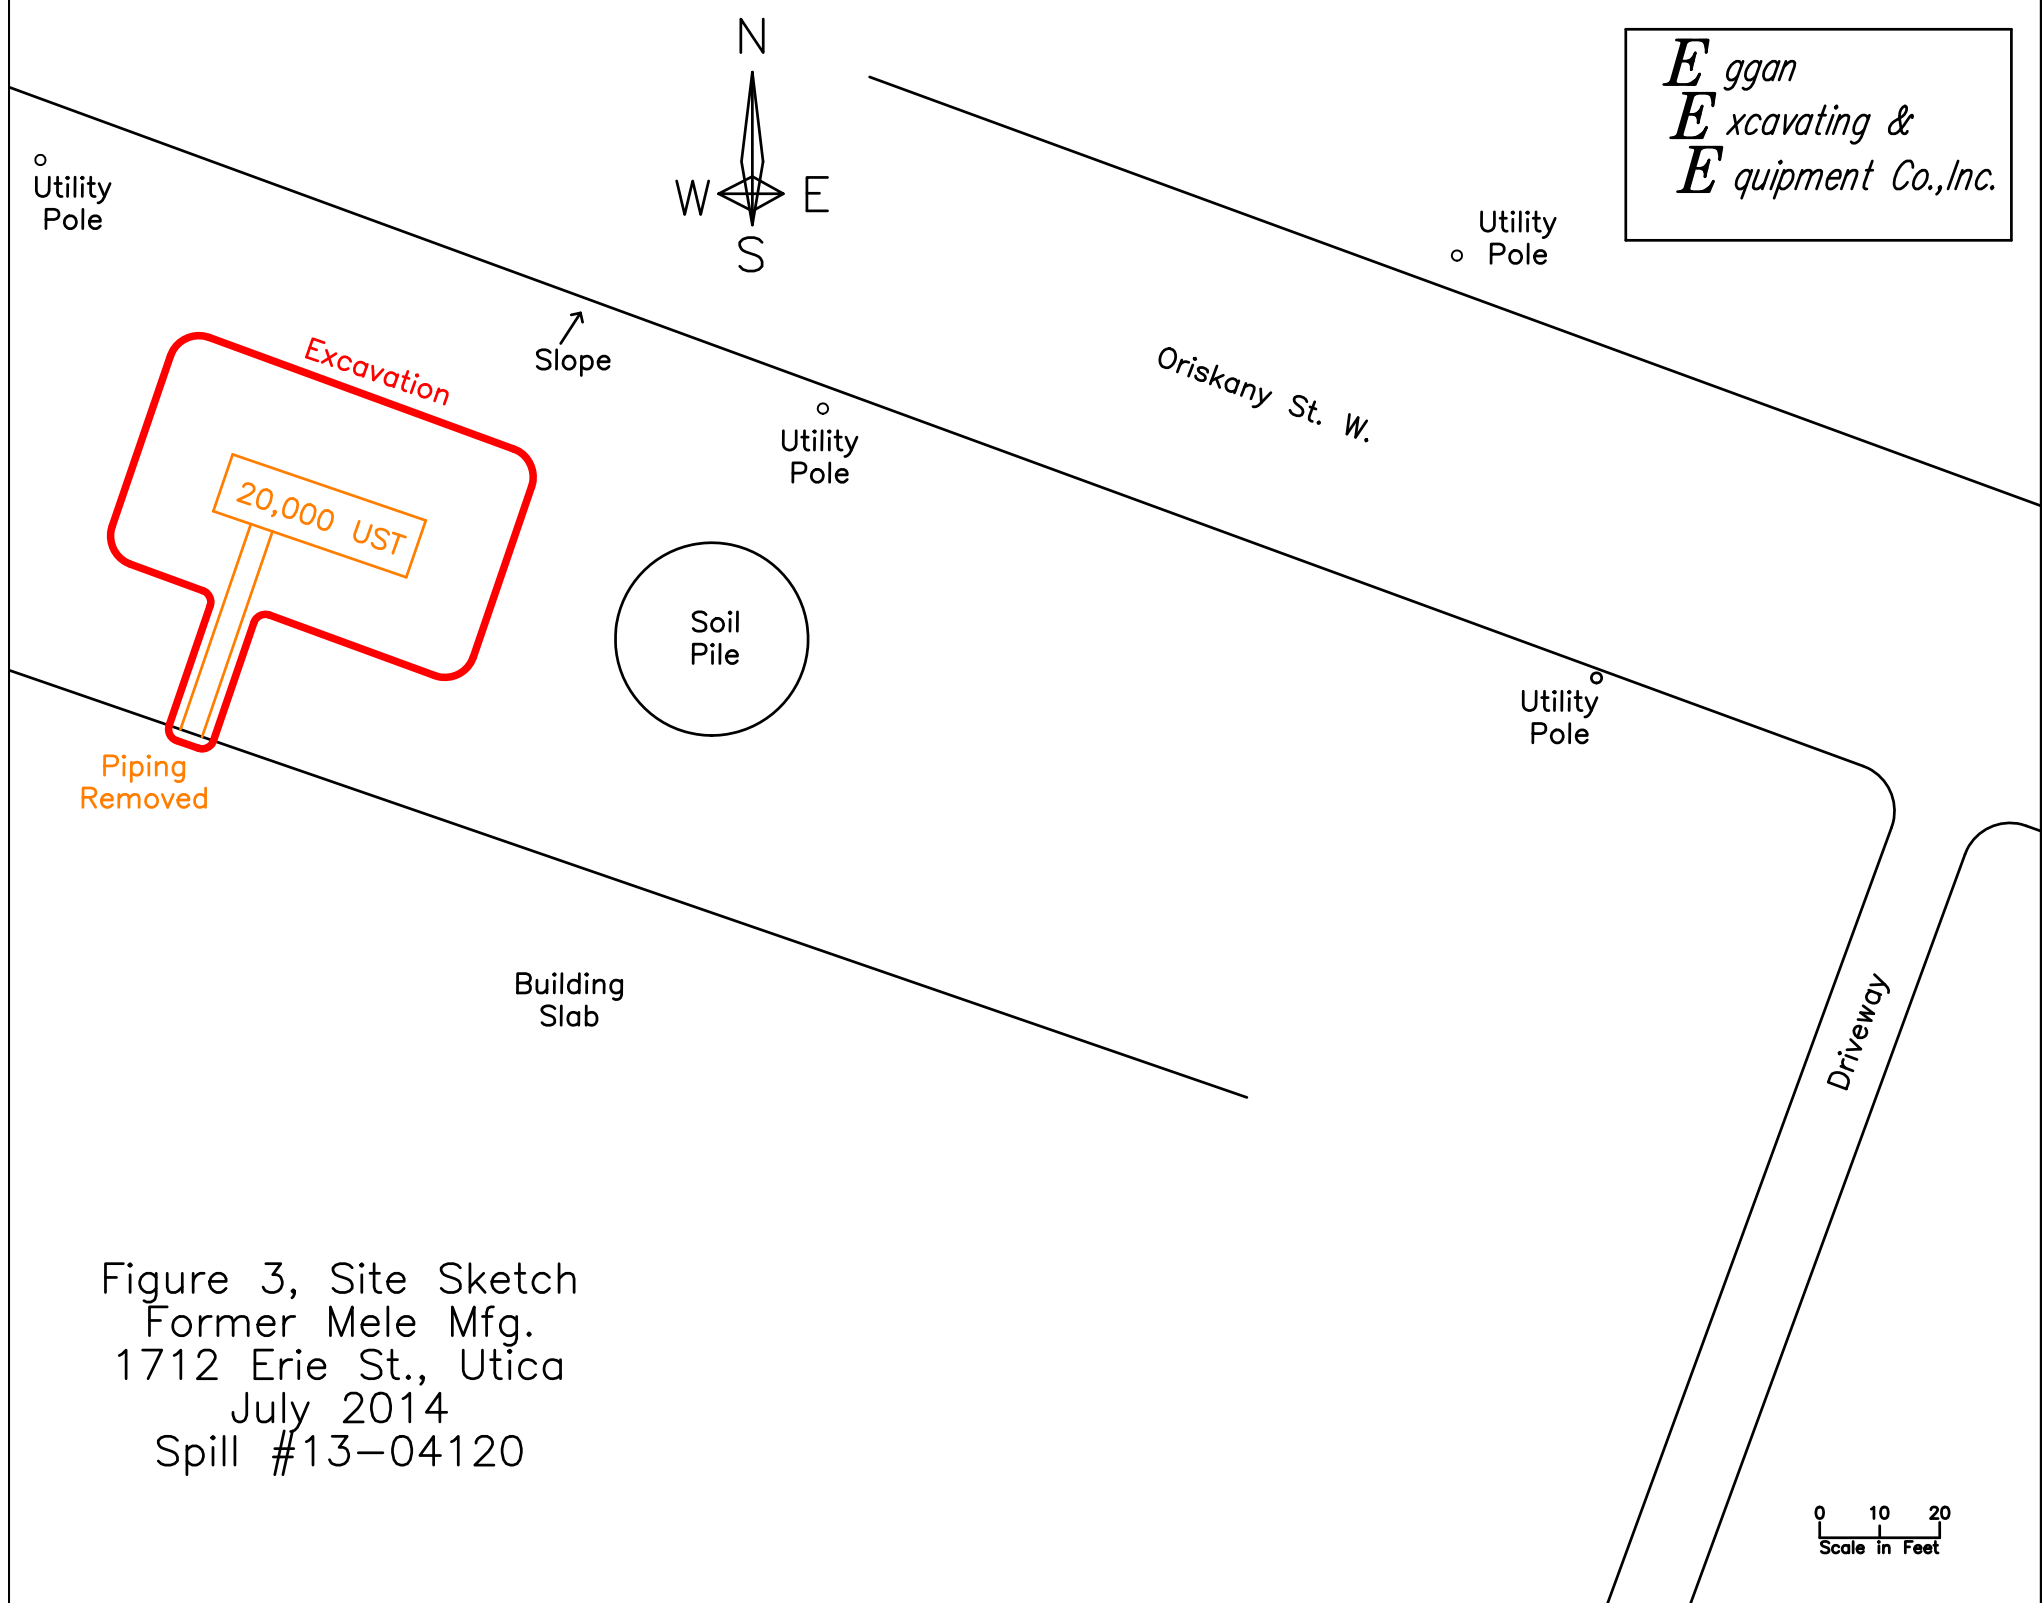 N
W E
S
Eggan
Excavating &
Equipment Co.,Inc.
Utility
Pole
Utility
Pole
Excavation
Slope
Oriskany St. W.
Utility
Pole
20,000 UST
Soil
Pile
Utility
Pole
Piping
Removed
Building
Slab
Driveway
Figure 3, Site Sketch
Former Mele Mfg.
1712 Erie St., Utica
July 2014
Spill #13-04120
0 10 20
Scale in Feet